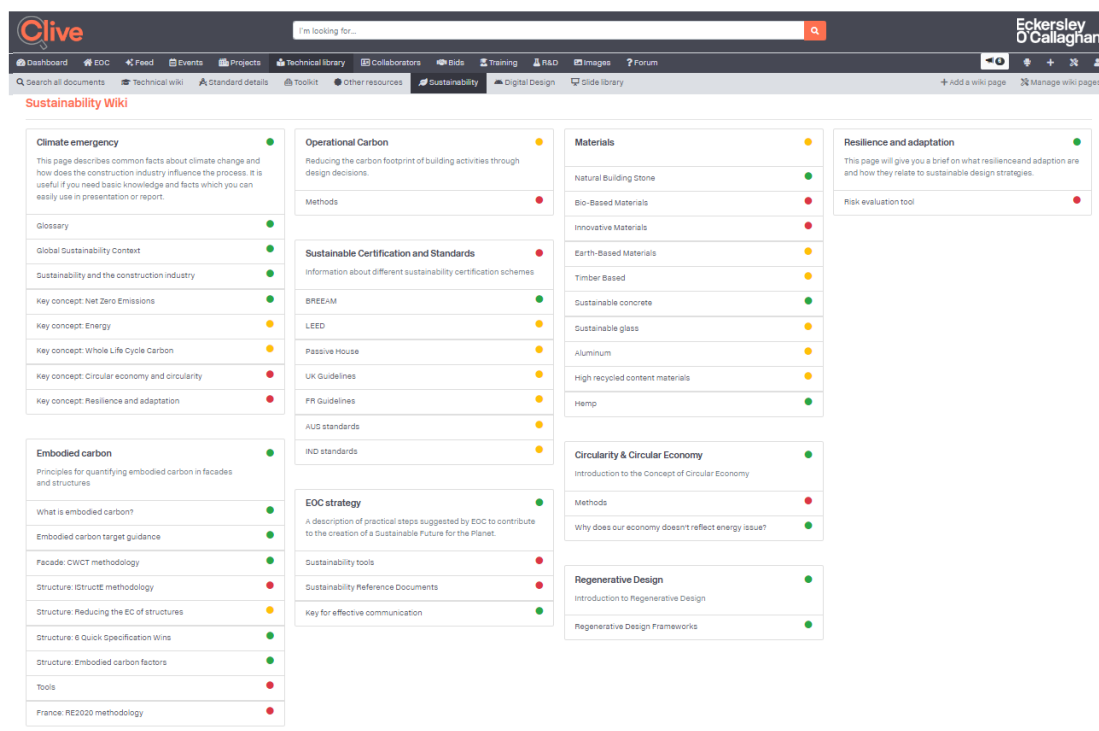 Clive
I'm looking for...
Eckersley
O'Callaghan
Dashboard EOC Feed Events Projects Technical library Collaborators Bids Training R&D Images ? Forum
0
Search all documents Technical wiki Standard details Toolkit Other resources Sustainability Digital Design Slide library
+ Add a wiki page Manage wiki pages
Sustainability Wiki
Climate emergency
This page describes common facts about climate change and
how does the construction industry influence the process. It is
useful if you need basic knowledge and facts which you can
easily use in presentation or report.
Glossary
Global Sustainability Context
Sustainability and the construction industry
Key concept: Net Zero Emissions
Key concept: Energy
Key concept: Whole Life Cycle Carbon
Key concept: Circular economy and circularity
Key concept: Resilience and adaptation
Embodied carbon
Principles for quantifying embodied carbon in facades
and structures
What is embodied carbon?
Embodied carbon target guidance
Facade: CWCT methodology
Structure: IStructE methodology
Structure: Reducing the EC of structures
Structure: 6 Quick Specification Wins
Structure: Embodied carbon factors
Tools
France: RE2020 methodology
Operational Carbon
Reducing the carbon footprint of building activities through
design decisions.
Methods
Sustainable Certification and Standards
Information about different sustainability certification schemes
BREEAM
LEED
Passive House
UK Guidelines
FR Guidelines
AUS standards
IND standards
EOC strategy
A description of practical steps suggested by EOC to contribute
to the creation of a Sustainable Future for the Planet.
Sustainability tools
Sustainability Reference Documents
Key for effective communication
Materials
Natural Building Stone
Bio-Based Materials
Innovative Materials
Earth-Based Materials
Timber Based
Sustainable concrete
Sustainable glass
Aluminum
High recycled content materials
Hemp
Circularity & Circular Economy
Introduction to the Concept of Circular Economy
Methods
Why does our economy doesn't reflect energy issue?
Regenerative Design
Introduction to Regenerative Design
Regenerative Design Frameworks
Resilience and adaptation
This page will give you a brief on what resilienceand adaption are
and how they relate to sustainable design strategies.
Risk evaluation tool